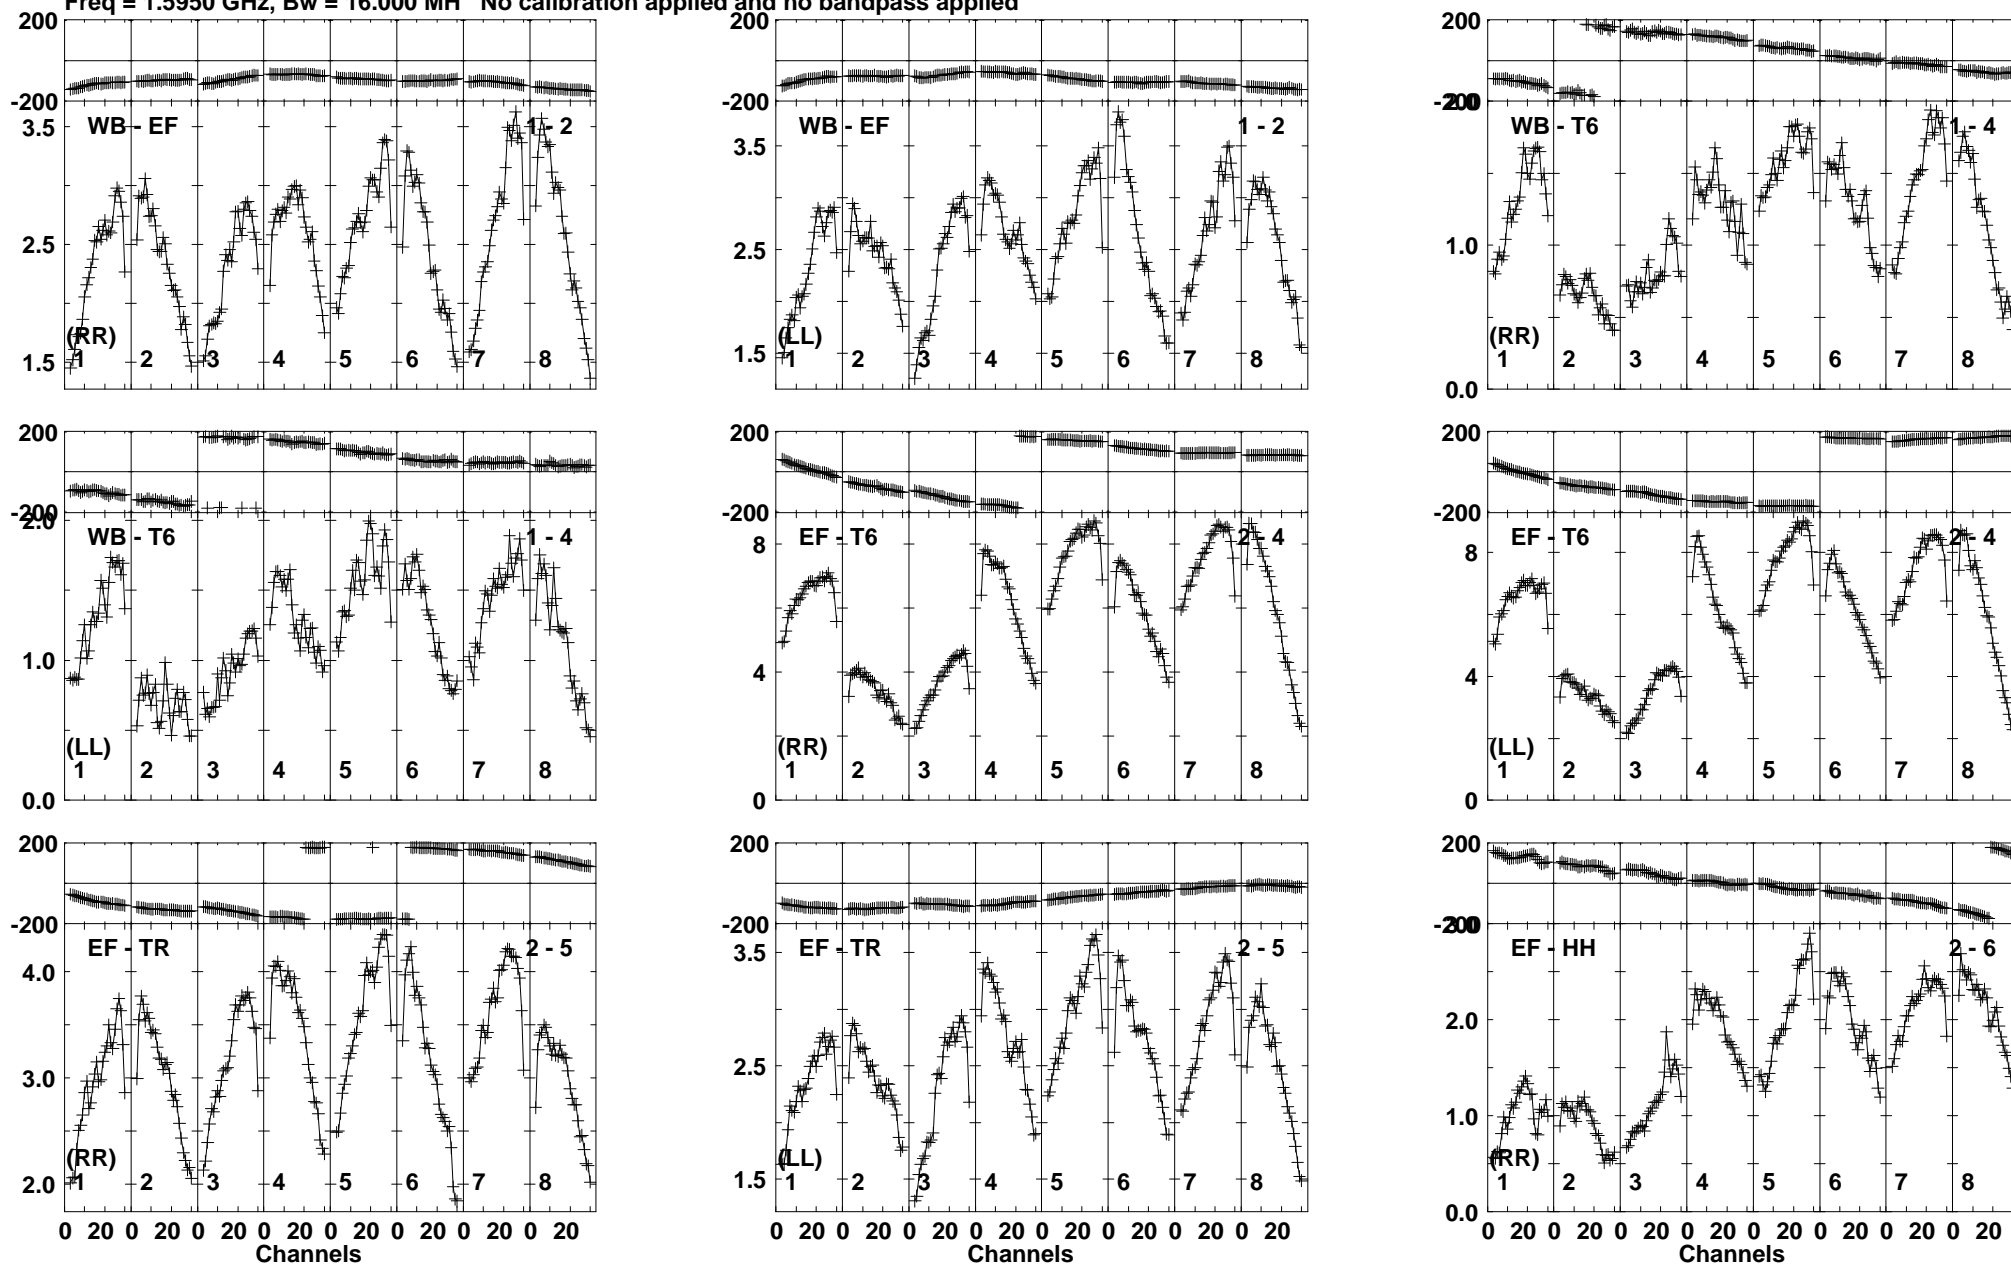 Freq = 1.5950 GHz, Bw = 16.000 MH No calibration applied and no bandpass applied
200 200 200
-200 -200 -200
2.0
WB - EF 1 - 2 WB - EF 1 - 2 WB - T6 1 - 4
3.5 3.5
2.5 2.5 1.0
(RR) (LL) (RR)
1.5 1 2 3 4 5 6 7 8 1.5 1 2 3 4 5 6 7 8 1 2 3 4 5 6 7 8
0.0
200 200 200
-200 -200 -200
2.0
WB - T6 1 - 4 EF - T6 2 - 4 EF - T6 2 - 4
8 8
1.0 4 4
(LL) (RR) (LL)
1 2 3 4 5 6 7 8 1 2 3 4 5 6 7 8 1 2 3 4 5 6 7 8
0.0 0 0
200 200 200
-200 -200 -200
3.0
EF - TR 2 - 5 EF - TR 2 - 5 EF - HH 2 - 6
4.0 3.5
3.0 2.5 2.0
1.0
(RR) (LL) (RR)
2.0 1 2 3 4 5 6 7 8 1.5 1 2 3 4 5 6 7 8 1 2 3 4 5 6 7 8
0.0
0 20 0 20 0 20 0 20 0 20 0 20 0 20 0 20 0 20 0 20 0 20 0 20 0 20 0 20 0 20 0 20 0 20 0 20 0 20 0 20 0 20 0 20 0 20 0 20
Channels Channels Channels